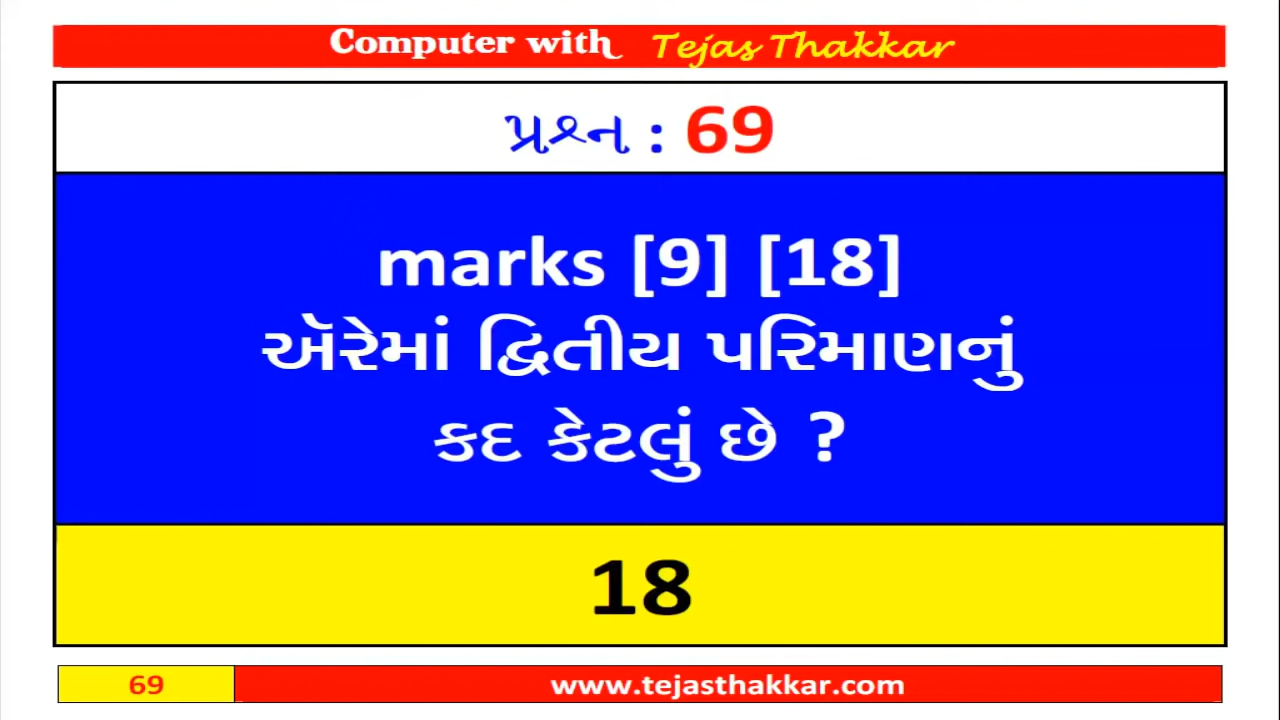 Computer with Tejas Thakkar
પ્રશ્ન : 69
marks [9] [18]
ઍરેમાં દ્વિતીય પરિમાણનું
કદ કેટલું છે ?
18
69
www.tejasthakkar.com